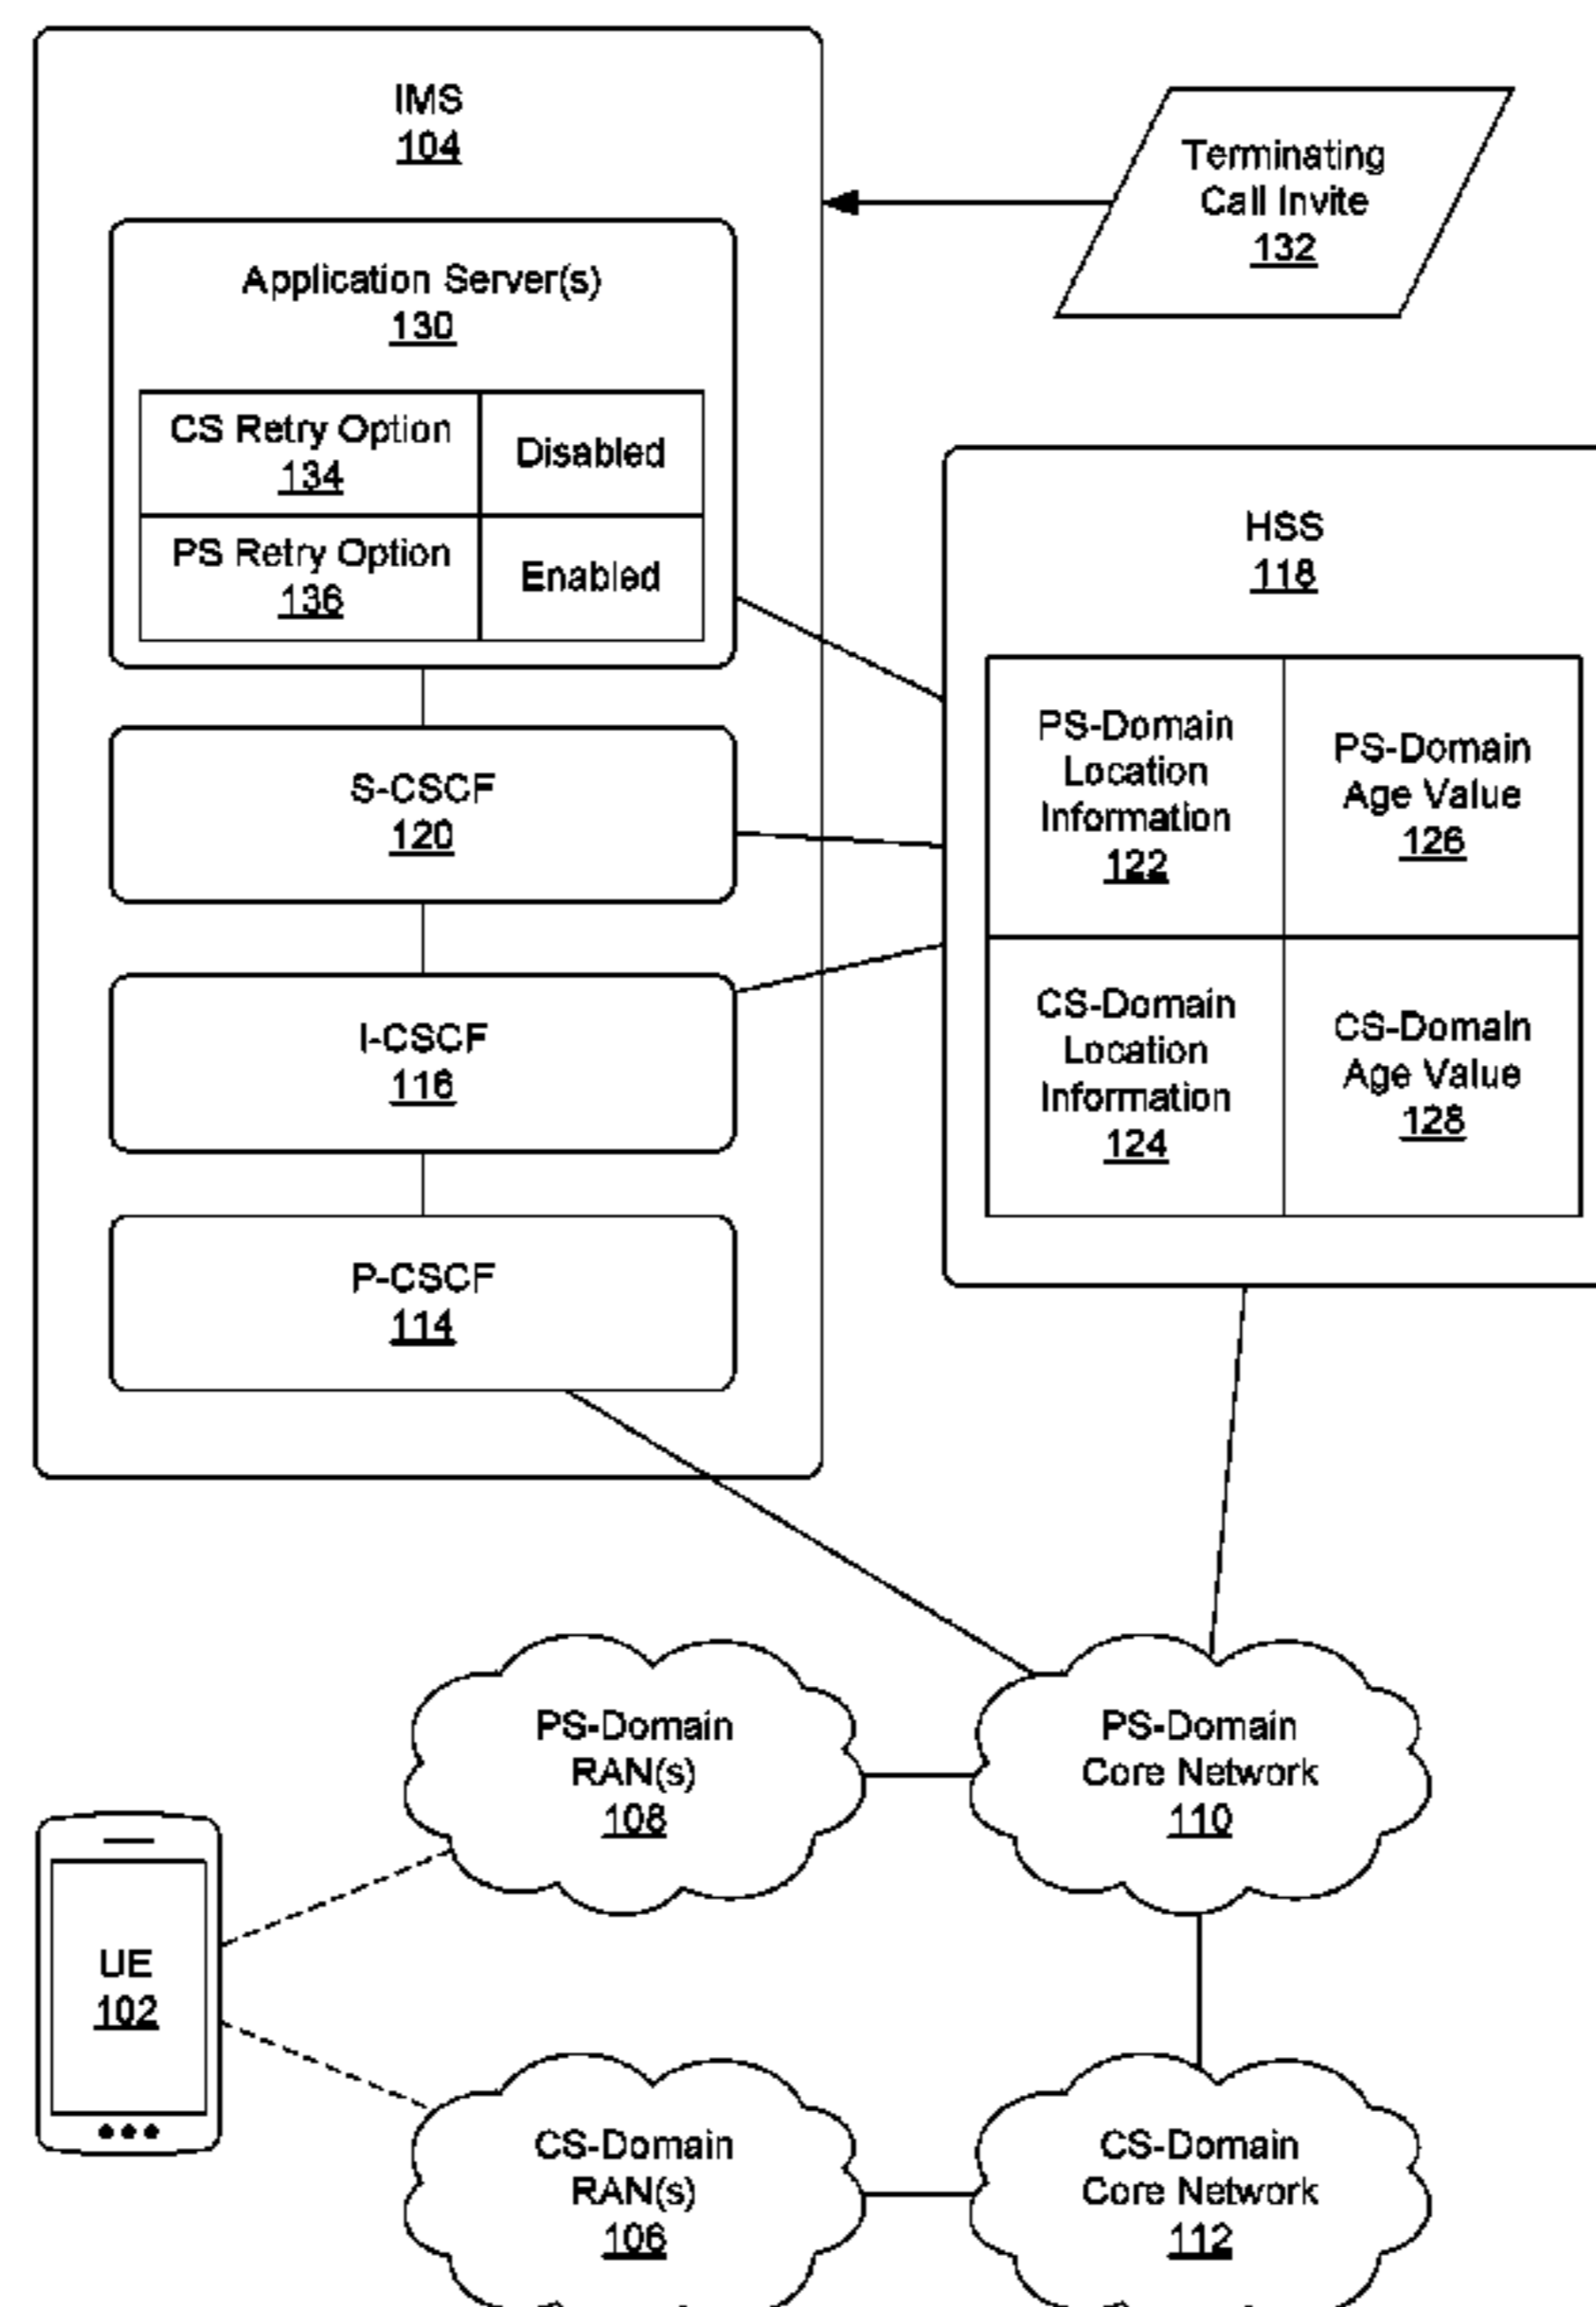 IMS
104
Terminating
Call Invite
132
Application Server(s)
130
CS Retry Option
134
Disabled
PS Retry Option
136
Enabled
HSS
118
PS-Domain
Location
Information
122
PS-Domain
Age Value
126
CS-Domain
Location
Information
124
CS-Domain
Age Value
128
S-CSCF
120
I-CSCF
116
P-CSCF
114
PS-Domain
RAN(s)
108
PS-Domain
Core Network
110
UE
102
CS-Domain
RAN(s)
106
CS-Domain
Core Network
112